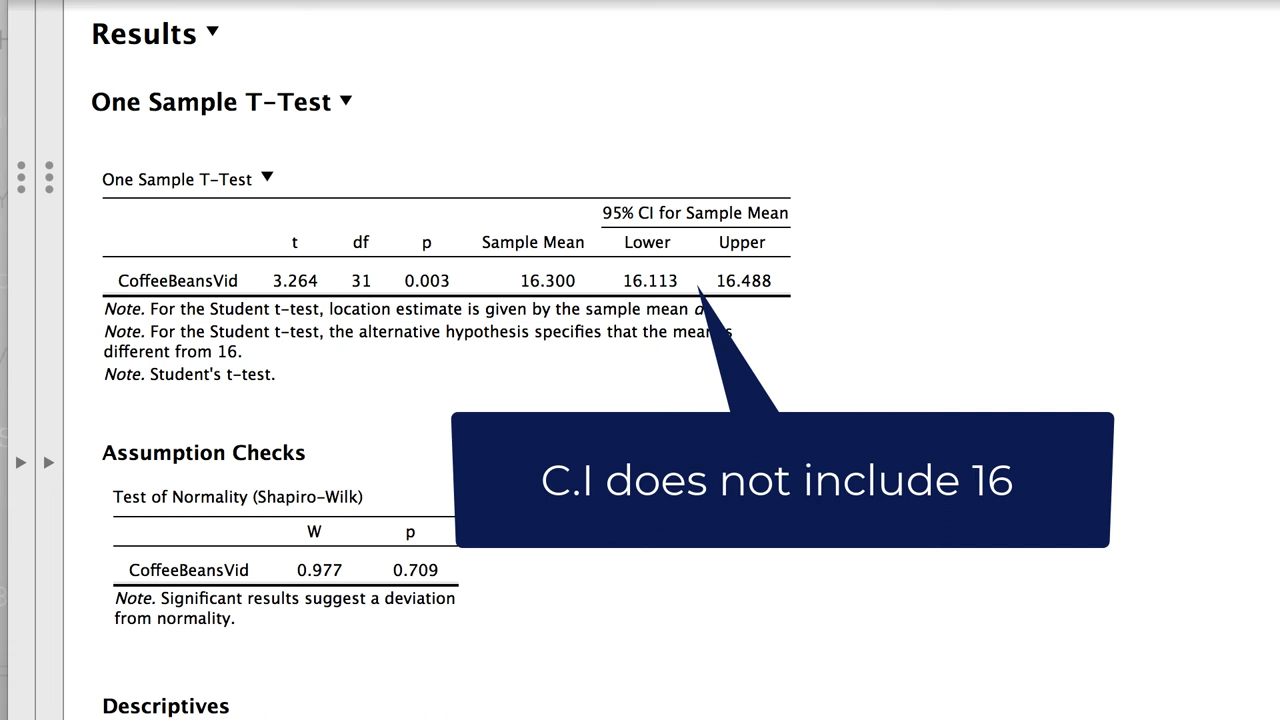 Results
One Sample T-Test
One Sample T-Test
95% CI for Sample Mean
t df p Sample Mean Lower Upper
CoffeeBeansVid 3.264 31 0.003 16.300 16.113 16.488
Note. For the Student t-test, location estimate is given by the sample mean
Note. For the Student t-test, the alternative hypothesis specifies that the
different from 16.
Note. Student's t-test.
C.I does not include 16
Assumption Checks
Test of Normality (Shapiro-Wilk)
W p
CoffeeBeansVid 0.977 0.709
Note. Significant results suggest a deviation
from normality.
Descriptives